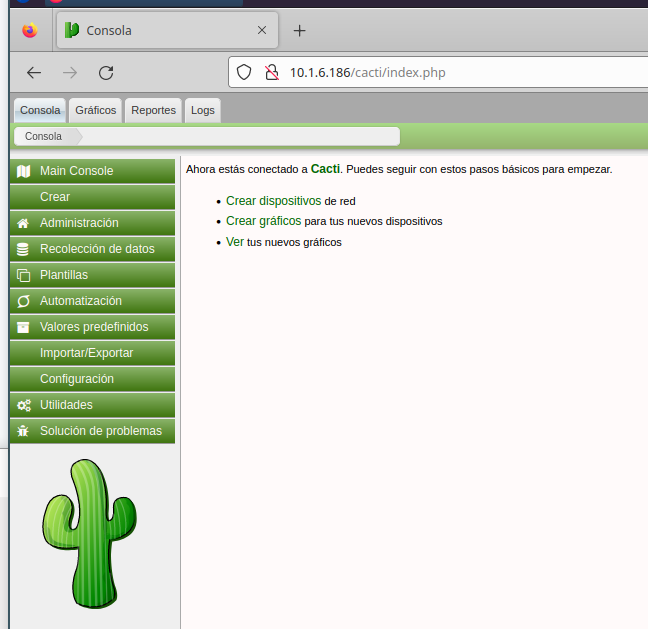 Consola
10.1.6.186/cacti/index.php
Consola Gráficos Reportes Logs
Consola
Main Console
Crear
Administración
Recolección de datos
Plantillas
Automatización
Valores predefinidos
Importar/Exportar
Configuración
Utilidades
Solución de problemas
Ahora estás conectado a Cacti. Puedes seguir con estos pasos básicos para empezar.
• Crear dispositivos de red
• Crear gráficos para tus nuevos dispositivos
• Ver tus nuevos gráficos